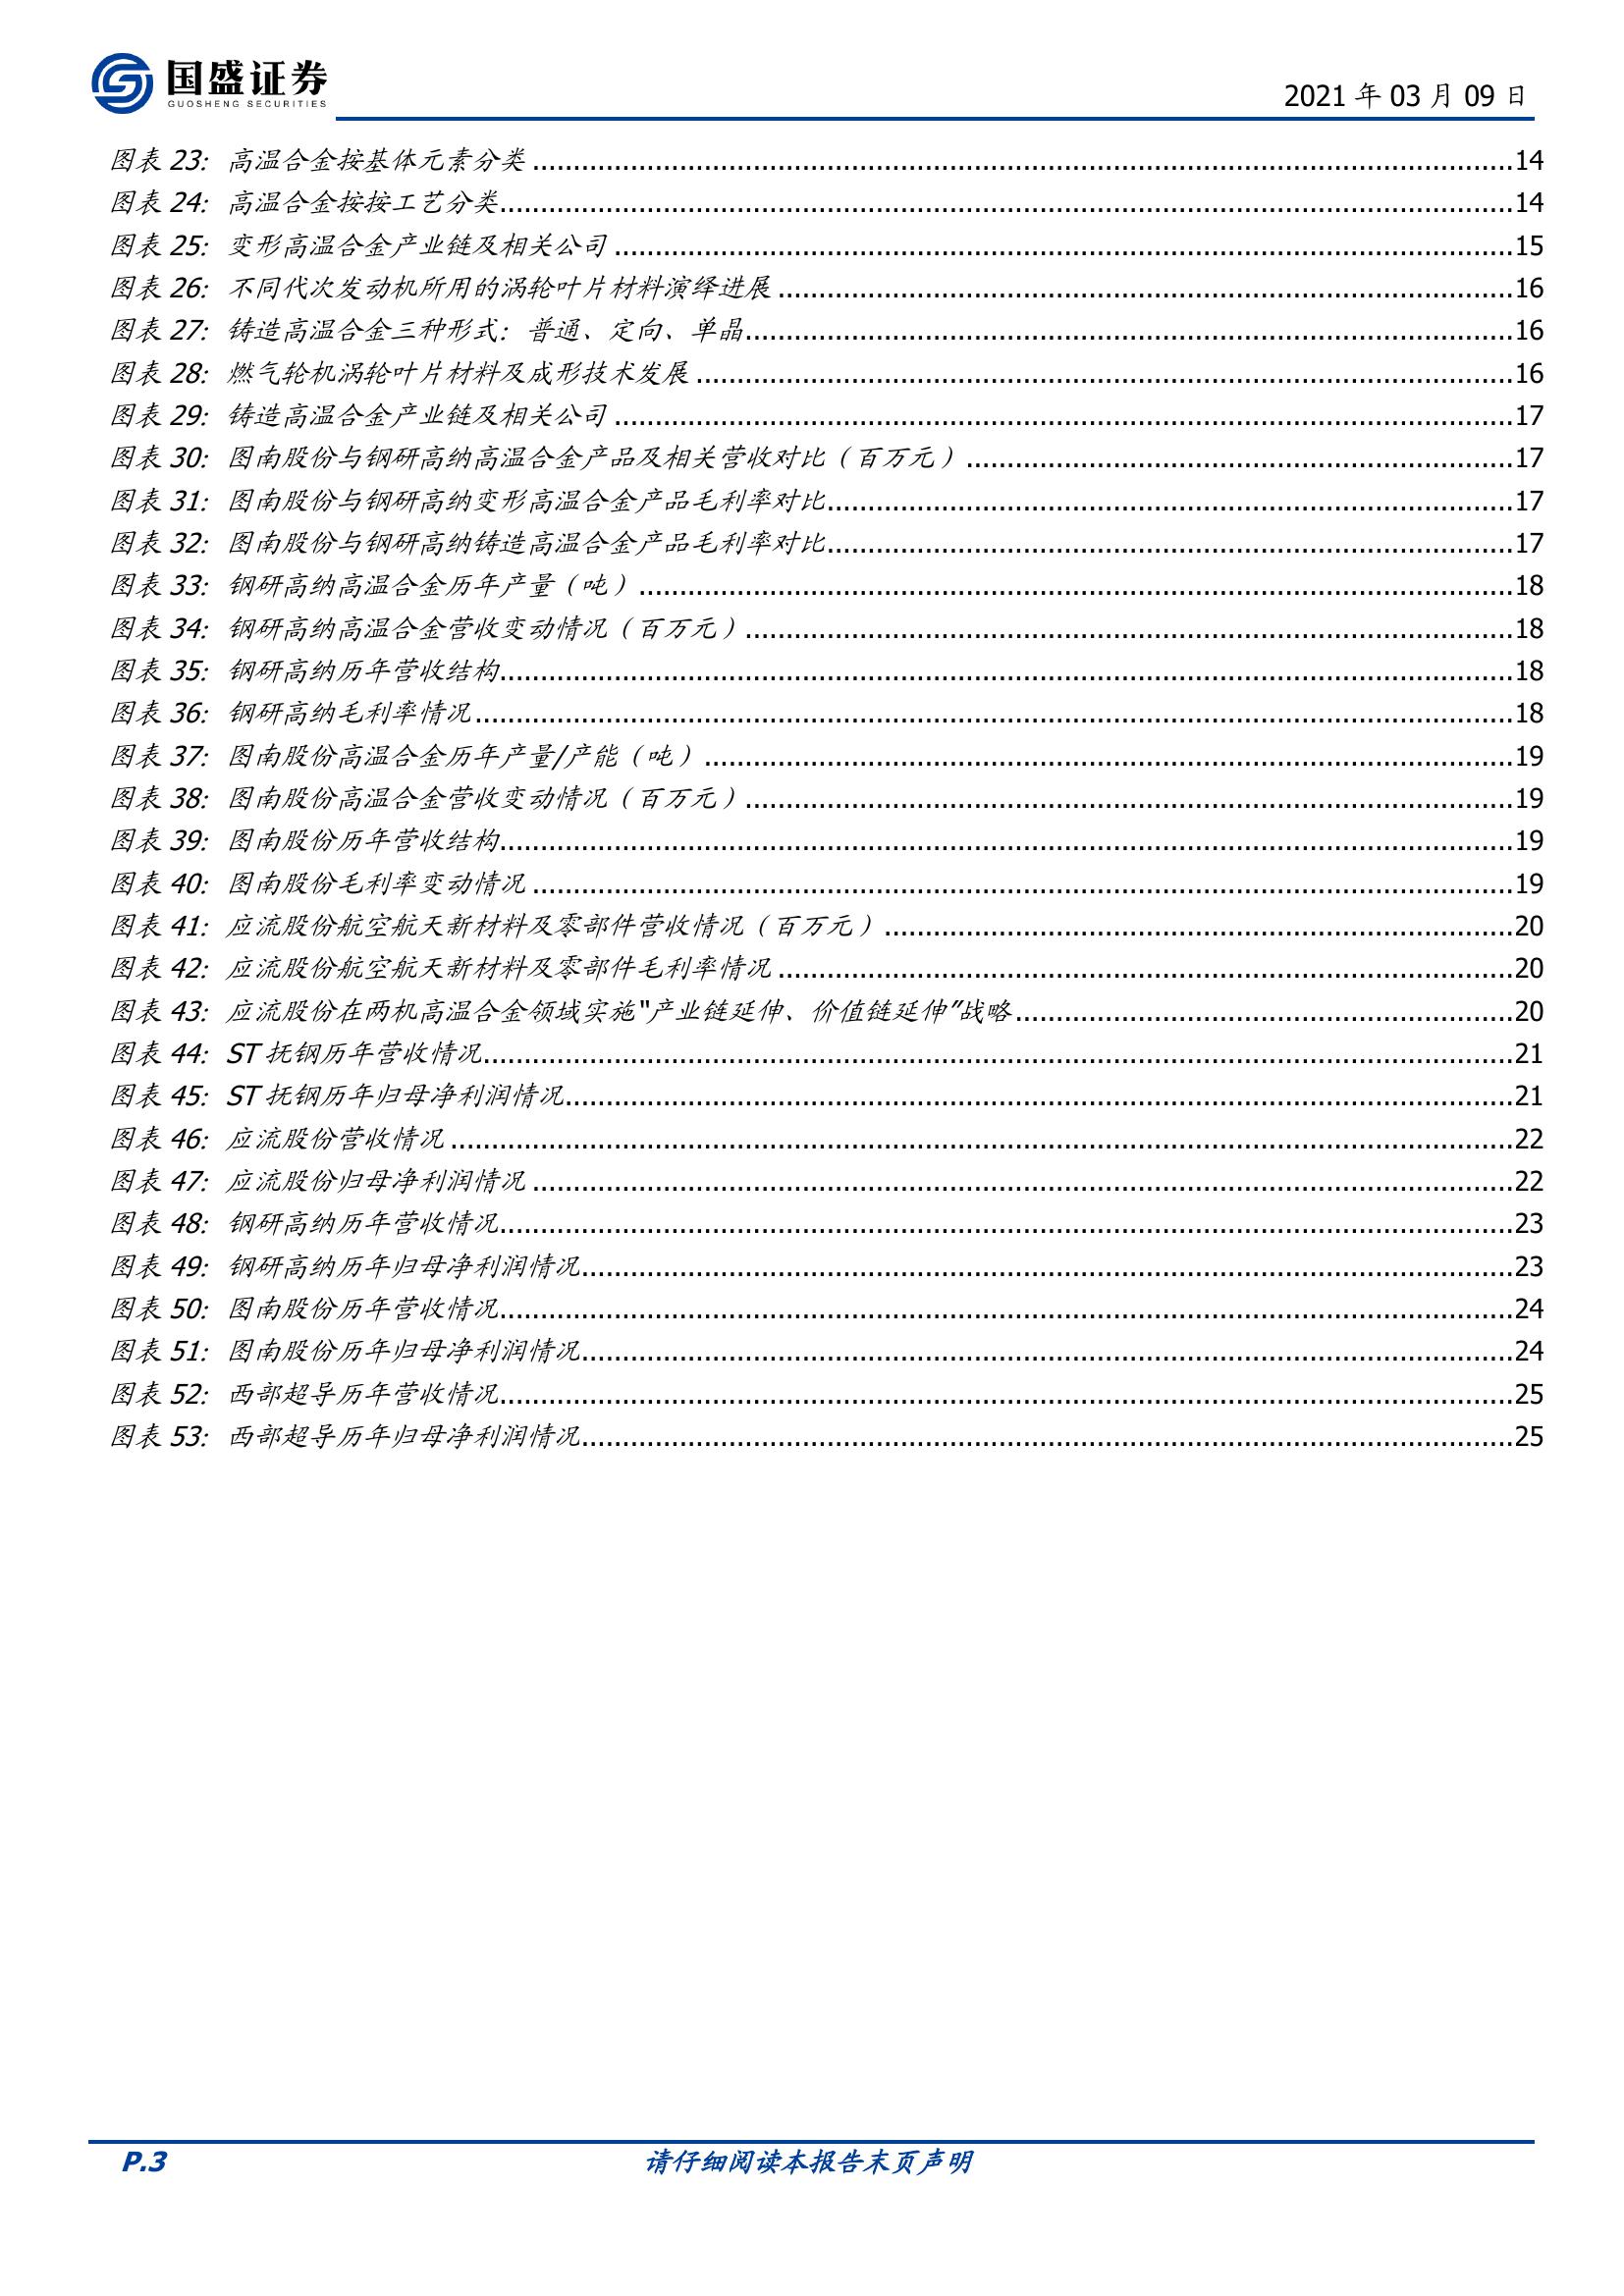 国盛证券
GUOSHENG SECURITIES
2021 年 03 月 09 日
图表 23：高温合金按基体元素分类 ........ 14
图表 24：高温合金按按工艺分类 ........ 14
图表 25：变形高温合金产业链及相关公司 ........ 15
图表 26：不同代次发动机所用的涡轮叶片材料演绎进展 ........ 16
图表 27：铸造高温合金三种形式：普通、定向、单晶 ........ 16
图表 28：燃气轮机涡轮叶片材料及成形技术发展 ........ 16
图表 29：铸造高温合金产业链及相关公司 ........ 17
图表 30：图南股份与钢研高纳高温合金产品及相关营收对比（百万元） ........ 17
图表 31：图南股份与钢研高纳变形高温合金产品毛利率对比 ........ 17
图表 32：图南股份与钢研高纳铸造高温合金产品毛利率对比 ........ 17
图表 33：钢研高纳高温合金历年产量（吨） ........ 18
图表 34：钢研高纳高温合金营收变动情况（百万元） ........ 18
图表 35：钢研高纳历年营收结构 ........ 18
图表 36：钢研高纳毛利率情况 ........ 18
图表 37：图南股份高温合金历年产量/产能（吨） ........ 19
图表 38：图南股份高温合金营收变动情况（百万元） ........ 19
图表 39：图南股份历年营收结构 ........ 19
图表 40：图南股份毛利率变动情况 ........ 19
图表 41：应流股份航空航天新材料及零部件营收情况（百万元） ........ 20
图表 42：应流股份航空航天新材料及零部件毛利率情况 ........ 20
图表 43：应流股份在两机高温合金领域实施"产业链延伸、价值链延伸"战略 ........ 20
图表 44：ST 抚钢历年营收情况 ........ 21
图表 45：ST 抚钢历年归母净利润情况 ........ 21
图表 46：应流股份营收情况 ........ 22
图表 47：应流股份归母净利润情况 ........ 22
图表 48：钢研高纳历年营收情况 ........ 23
图表 49：钢研高纳历年归母净利润情况 ........ 23
图表 50：图南股份历年营收情况 ........ 24
图表 51：图南股份历年归母净利润情况 ........ 24
图表 52：西部超导历年营收情况 ........ 25
图表 53：西部超导历年归母净利润情况 ........ 25
P.3
请仔细阅读本报告末页声明